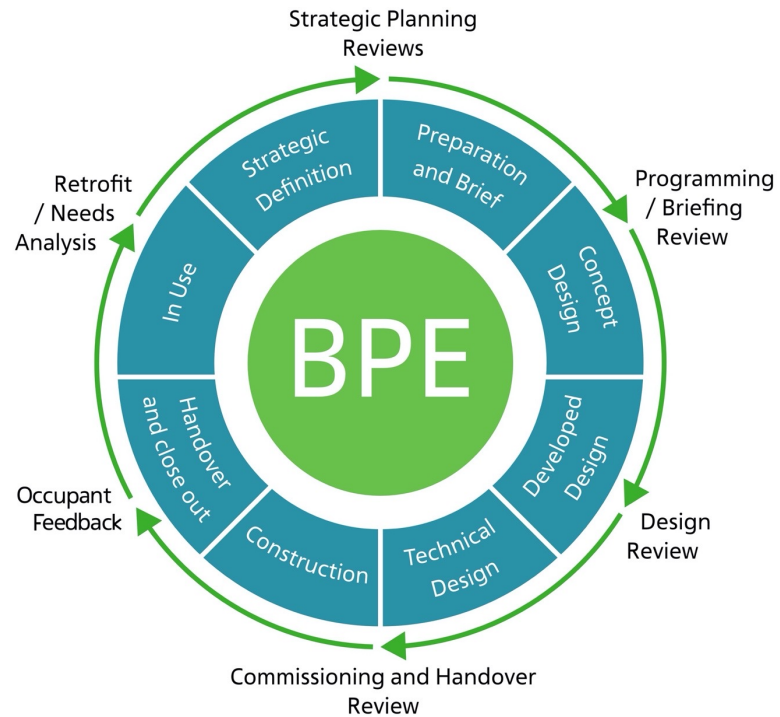 Strategic Planning
Reviews
Programming
/ Briefing
Review
Design
Review
Commissioning and Handover
Review
Occupant
Feedback
Retrofit
/ Needs
Analysis
Strategic
Definition
Preparation
and Brief
Concept
Design
Developed
Design
Technical
Design
Construction
Handover
and close out
In Use
BPE